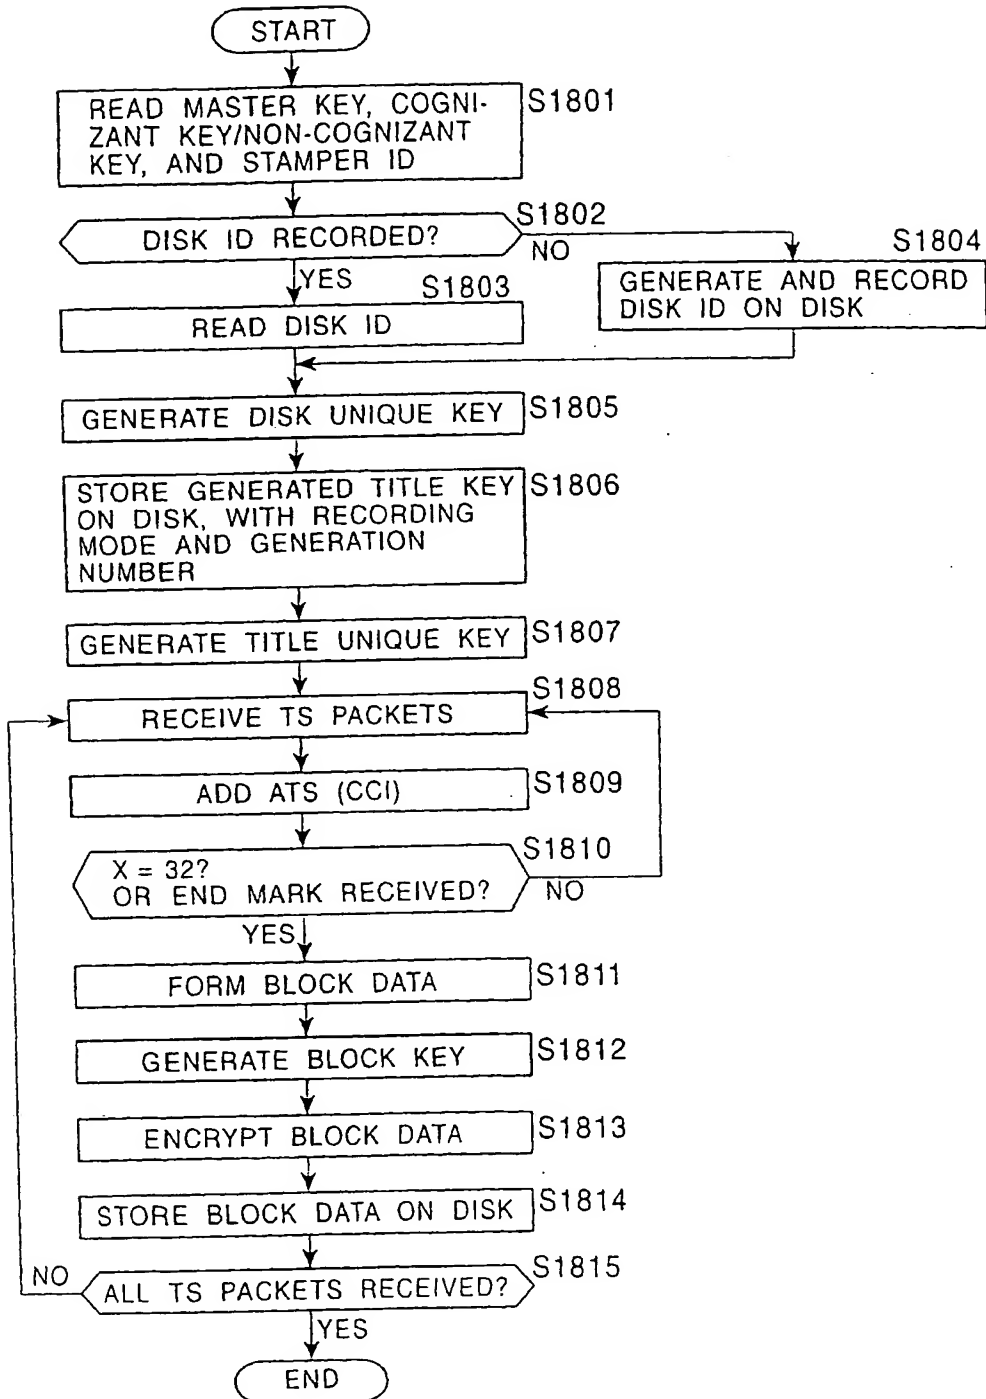 START
READ MASTER KEY, COGNI-
ZANT KEY/NON-COGNIZANT
KEY, AND STAMPER ID
S1801
DISK ID RECORDED?
S1802
NO
YES
S1803
READ DISK ID
S1804
GENERATE AND RECORD
DISK ID ON DISK
GENERATE DISK UNIQUE KEY
S1805
STORE GENERATED TITLE KEY
ON DISK, WITH RECORDING
MODE AND GENERATION
NUMBER
S1806
GENERATE TITLE UNIQUE KEY
S1807
S1808
RECEIVE TS PACKETS
ADD ATS (CCI)
S1809
X = 32?
OR END MARK RECEIVED?
S1810
NO
YES
FORM BLOCK DATA
S1811
GENERATE BLOCK KEY
S1812
ENCRYPT BLOCK DATA
S1813
STORE BLOCK DATA ON DISK
S1814
ALL TS PACKETS RECEIVED?
S1815
NO
YES
END